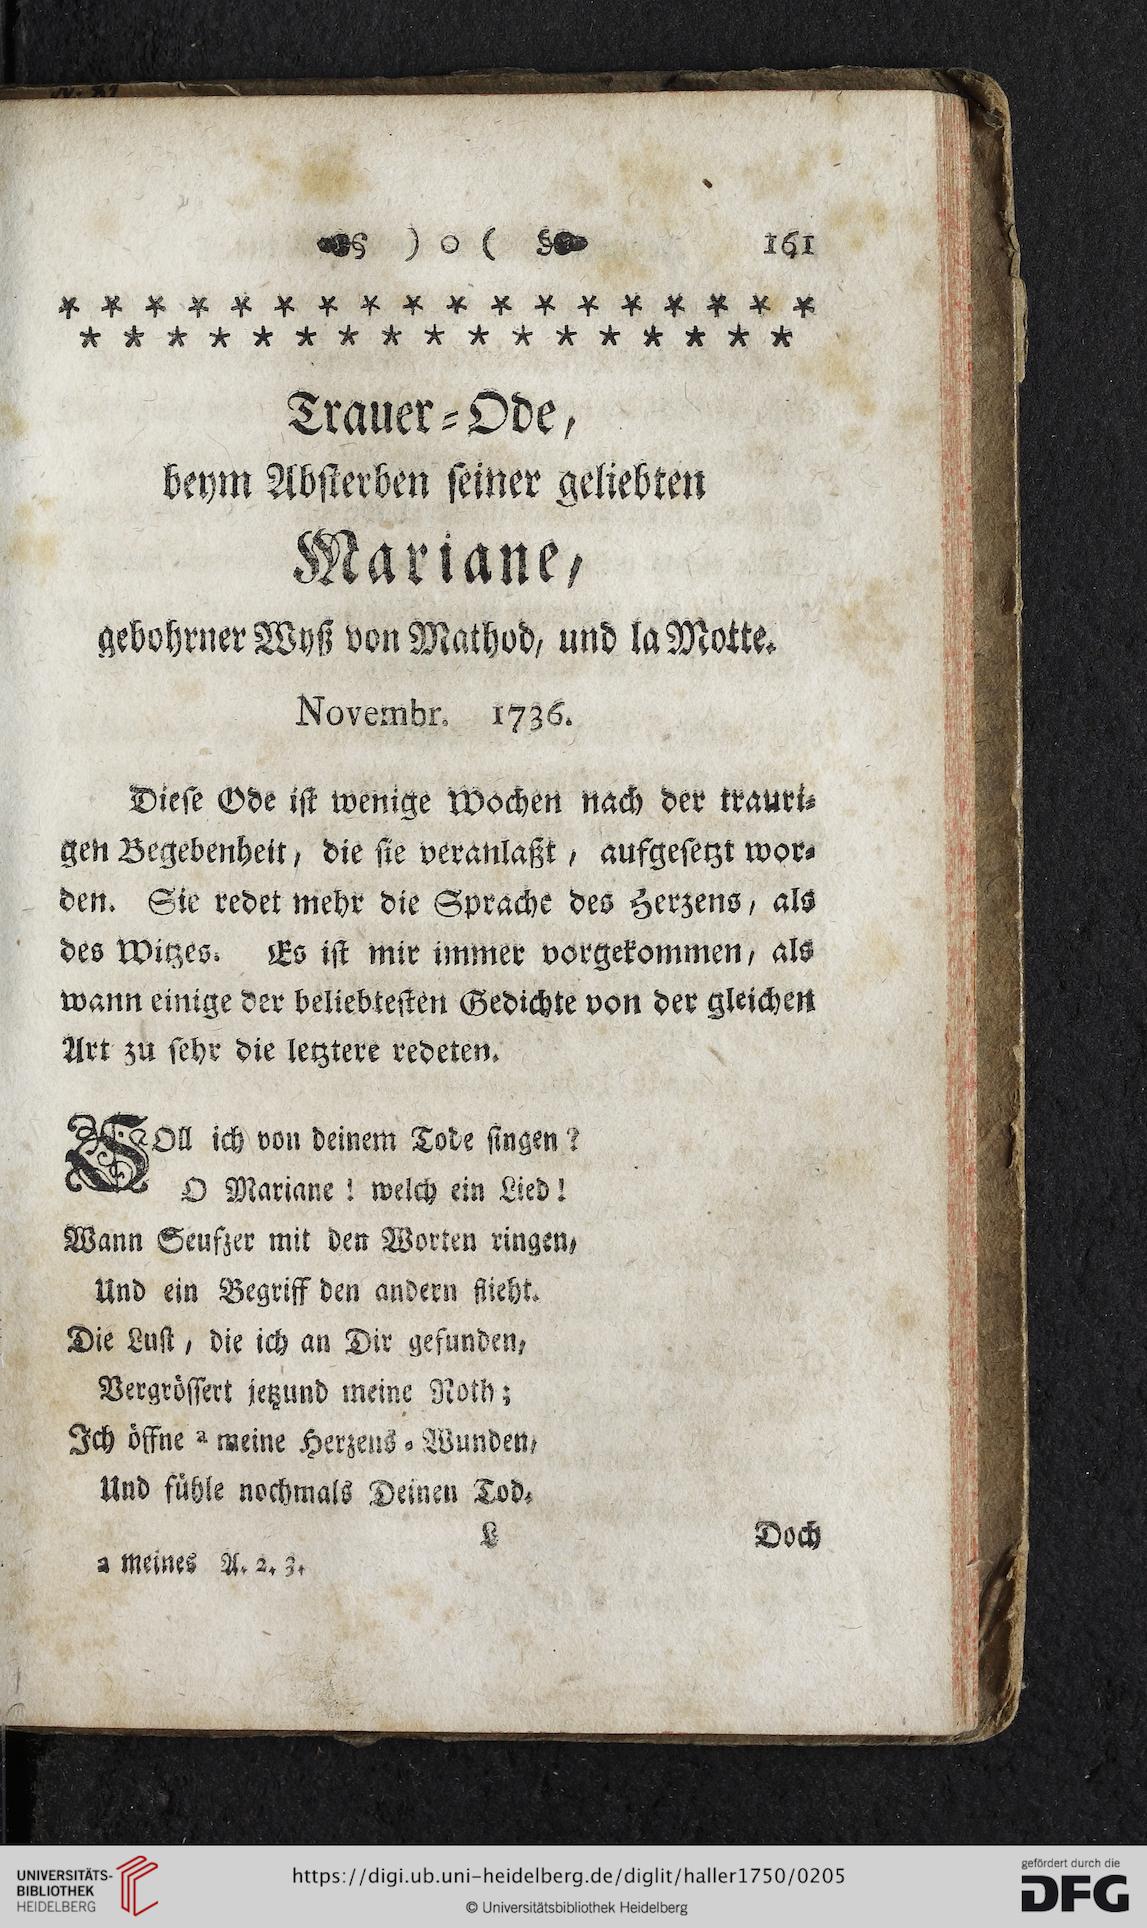 § ) o ( § 161
* * * * * * * * * * * * * * * * * *
* * * * * * * * * * * * * * * * *
Trauer-Ode,
beym Absterben seiner geliebten
Mariane,
gebohrner Wyß von Mathod, und la Motte.
Novembr. 1736.
Diese Ode ist wenige Wochen nach der trauri-
gen Begebenheit, die sie veranlaßt, aufgesetzt wor-
den. Sie redet mehr die Sprache des Herzens, als
des Witzes. Es ist mir immer vorgekommen, als
wann einige der beliebtesten Gedichte von der gleichen
Art zu sehr die letztere redeten.
SOll ich von deinem Tode singen?
O Mariane! welch ein Lied!
Wann Seufzer mit den Worten ringen,
Und ein Begriff den andern flieht.
Die Lust, die ich an Dir gefunden,
Vergrössert jetzund meine Noth;
Ich öffne a meine Herzens-Wunden,
Und fühle nochmals Deinen Tod.
L Doch
a meines A. 2. 3.
UNIVERSITÄTS-
BIBLIOTHEK
HEIDELBERG
https://digi.ub.uni-heidelberg.de/diglit/haller1750/0205
© Universitätsbibliothek Heidelberg
gefördert durch die
DFG